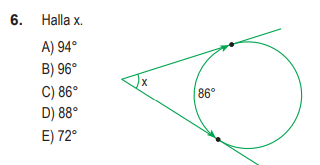 6. Halla x.
A) 94°
B) 96°
C) 86°
D) 88°
E) 72°
x
86°